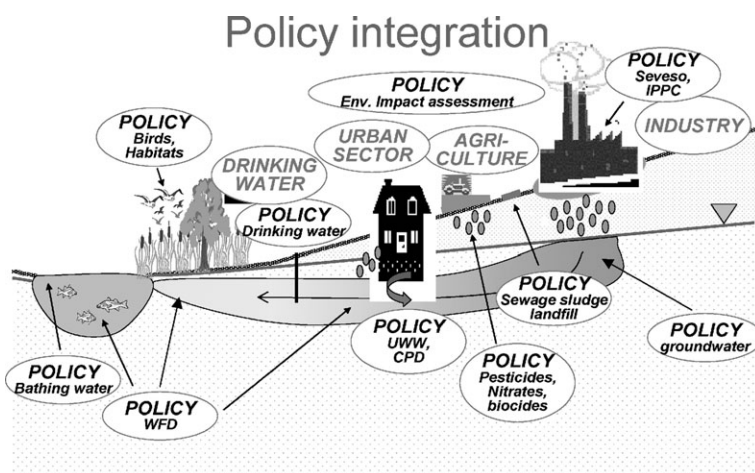 Policy integration
POLICY
Seveso,
IPPC
POLICY
Env. Impact assessment
INDUSTRY
POLICY
Birds,
Habitats
URBAN
SECTOR
AGRI-
CULTURE
DRINKING
WATER
POLICY
Drinking water
POLICY
Sewage sludge
landfill
POLICY
groundwater
POLICY
UWW,
CPD
POLICY
Bathing water
POLICY
Pesticides,
Nitrates,
biocides
POLICY
WFD